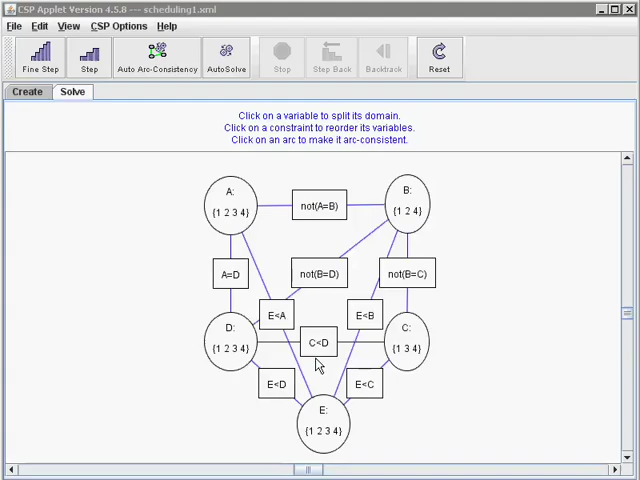 CSP Applet Version 4.5.8 --- scheduling1.xml
File Edit View CSP Options Help
Fine Step Step Auto Arc-Consistency AutoSolve Stop Step Back Backtrack Reset
Create Solve
Click on a variable to split its domain.
Click on a constraint to reorder its variables.
Click on an arc to make it arc-consistent.
A:
{1 2 3 4}
not(A=B)
B:
{1 2 4}
A=D
not(B=D)
not(B=C)
E<A
E<B
D:
{1 2 3 4}
C<D
C:
{1 3 4}
E<D
E<C
E:
{1 2 3 4}